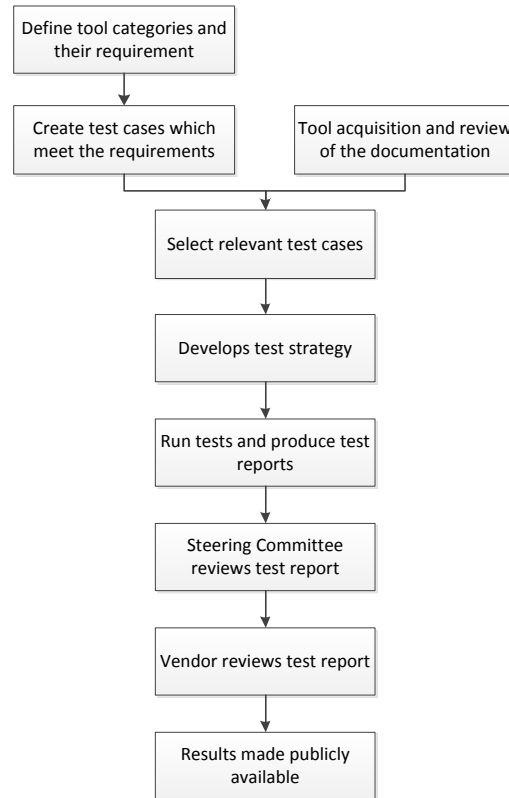 Define tool categories and
their requirement
Create test cases which
meet the requirements
Tool acquisition and review
of the documentation
Select relevant test cases
Develops test strategy
Run tests and produce test
reports
Steering Committee
reviews test report
Vendor reviews test report
Results made publicly
available